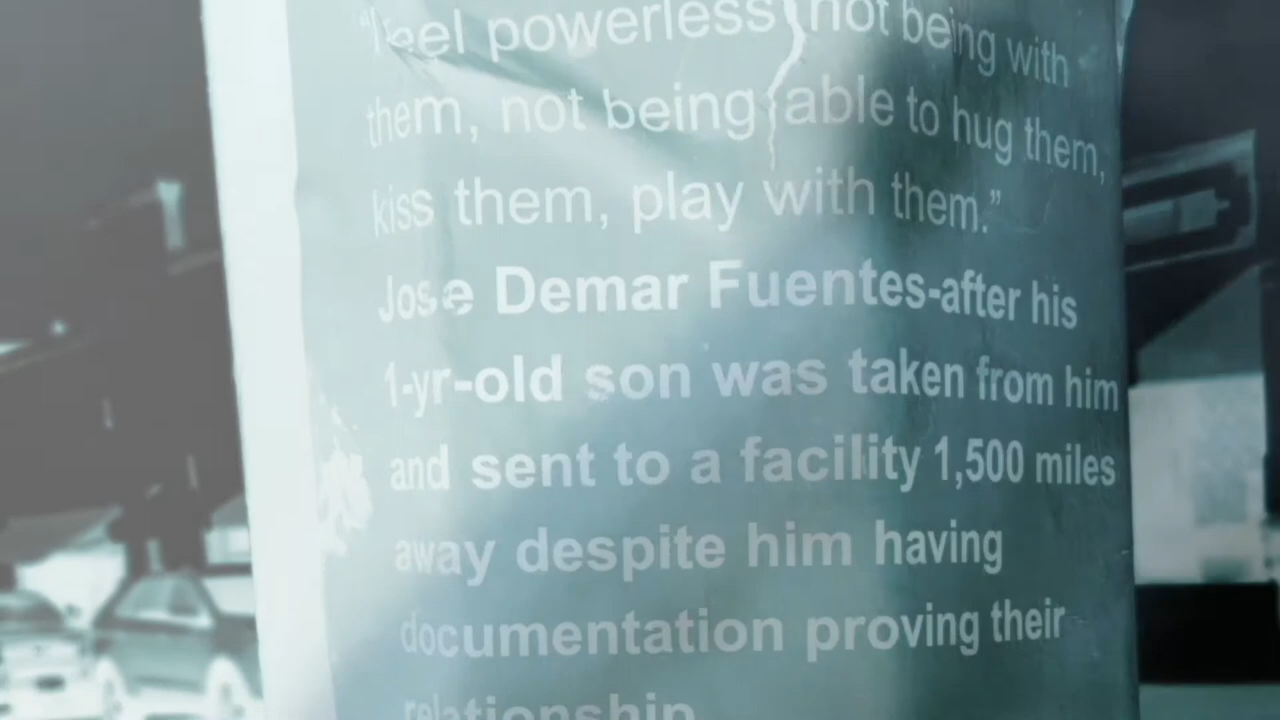 “I feel powerless not being with
them, not being able to hug them,
kiss them, play with them.”
Jose Demar Fuentes-after his
1-yr-old son was taken from him
and sent to a facility 1,500 miles
away despite him having
documentation proving their
relationship